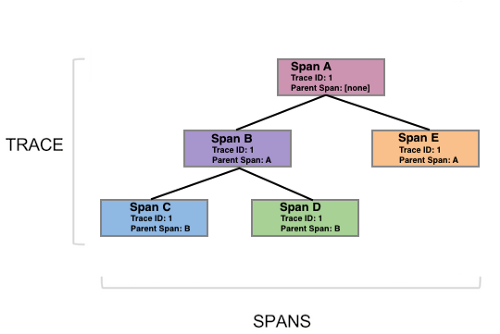 Span A
Trace ID: 1
Parent Span: [none]
TRACE
Span B
Trace ID: 1
Parent Span: A
Span E
Trace ID: 1
Parent Span: A
Span C
Trace ID: 1
Parent Span: B
Span D
Trace ID: 1
Parent Span: B
SPANS